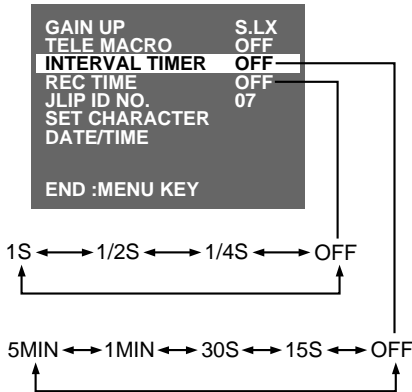 GAIN UP S.LX
TELE MACRO OFF
INTERVAL TIMER OFF
REC TIME OFF
JLIP ID NO. 07
SET CHARACTER
DATE/TIME
END :MENU KEY
1S 1/2S 1/4S OFF
5MIN 1MIN 30S 15S OFF